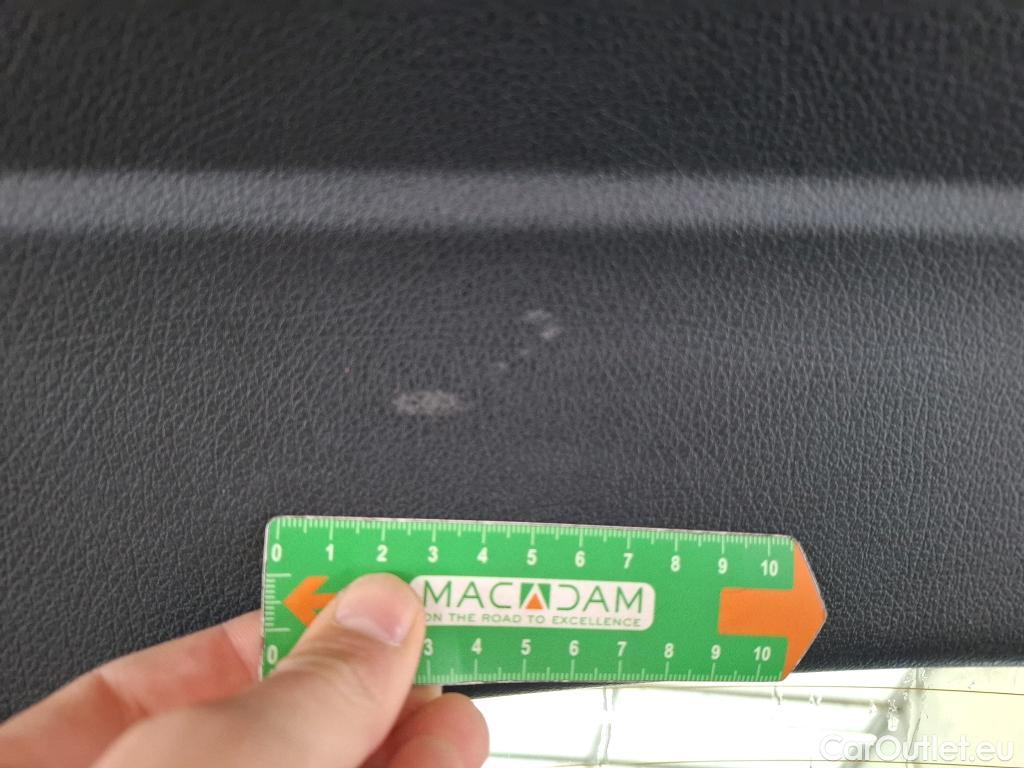 0 1 2 3 4 5 6 7 8 9 10
MACADAM
ON THE ROAD TO EXCELLENCE
0 3 4 5 6 7 8 9 10
CarOutlet.eu